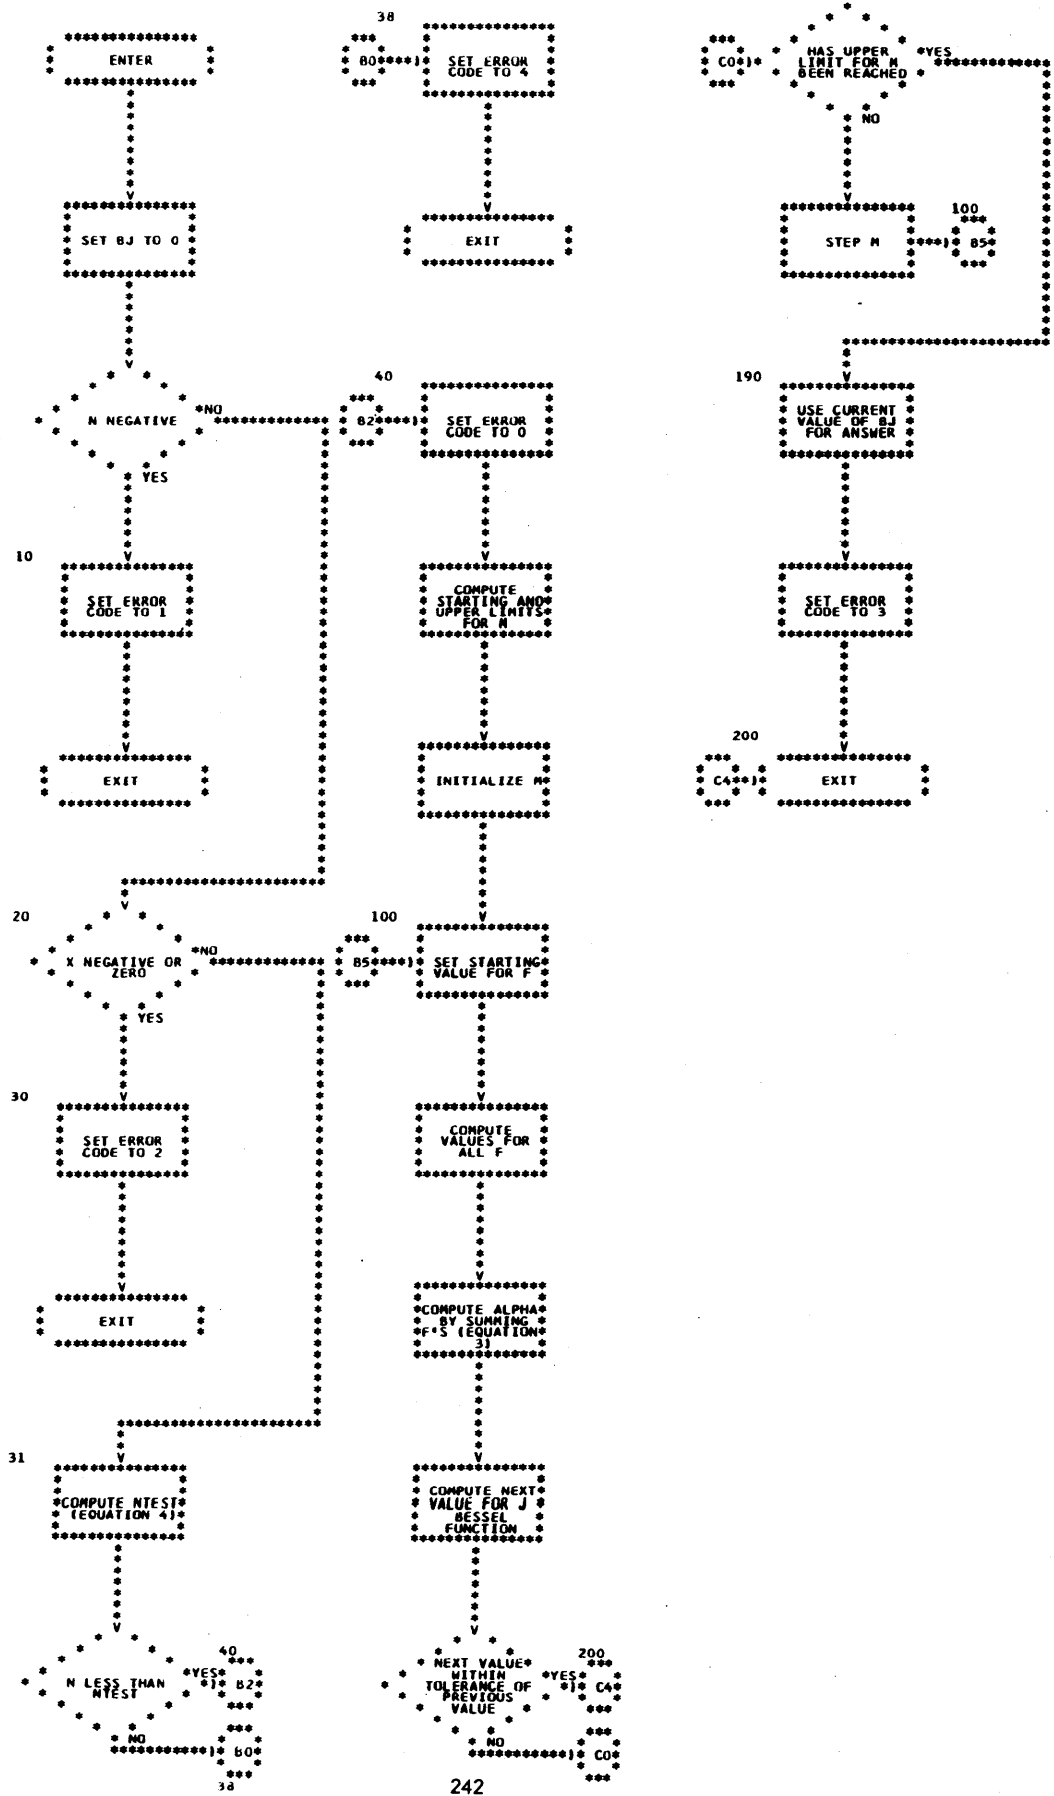 ENTER
SET BJ TO 0
N NEGATIVE
NO
YES
10
SET ERROR
CODE TO 1
EXIT
20
X NEGATIVE OR
ZERO
NO
YES
30
SET ERROR
CODE TO 2
EXIT
31
COMPUTE NTEST
(EQUATION 4)
N LESS THAN
NTEST
YES
40
B2
NO
B0
38
38
B0
SET ERROR
CODE TO 4
EXIT
40
B2
SET ERROR
CODE TO 0
COMPUTE
STARTING AND
UPPER LIMITS
FOR M
INITIALIZE M
100
B5
SET STARTING
VALUE FOR F
COMPUTE
VALUES FOR
ALL F
COMPUTE ALPHA
BY SUMMING
F'S (EQUATION
3)
COMPUTE NEXT
VALUE FOR J
BESSEL
FUNCTION
NEXT VALUE
WITHIN
TOLERANCE OF
PREVIOUS
VALUE
YES
200
C4
NO
C0
C0
HAS UPPER
LIMIT FOR M
BEEN REACHED
YES
NO
STEP M
100
B5
190
USE CURRENT
VALUE OF BJ
FOR ANSWER
SET ERROR
CODE TO 3
200
C4
EXIT
242